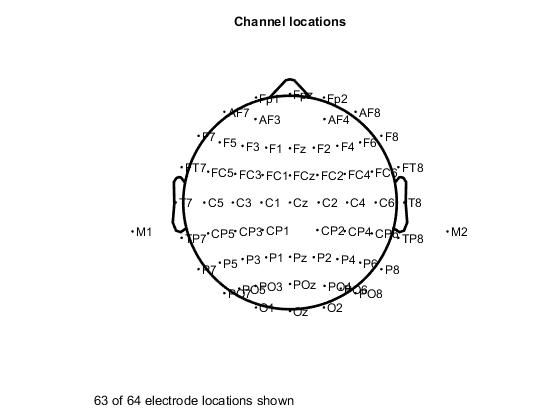 Channel locations
Fp1 Fpz Fp2
AF7 AF8
AF3 AF4
F7 F5 F3 F1 Fz F2 F4 F6 F8
FT7 FC5 FC3 FC1 FCz FC2 FC4 FC6 FT8
T7 C5 C3 C1 Cz C2 C4 C6 T8
M1 TP7 CP5 CP3 CP1 CP2 CP4 CP6 TP8 M2
P7 P5 P3 P1 Pz P2 P4 P6 P8
PO7 PO5 PO3 POz PO4 PO6 PO8
O1 Oz O2
63 of 64 electrode locations shown